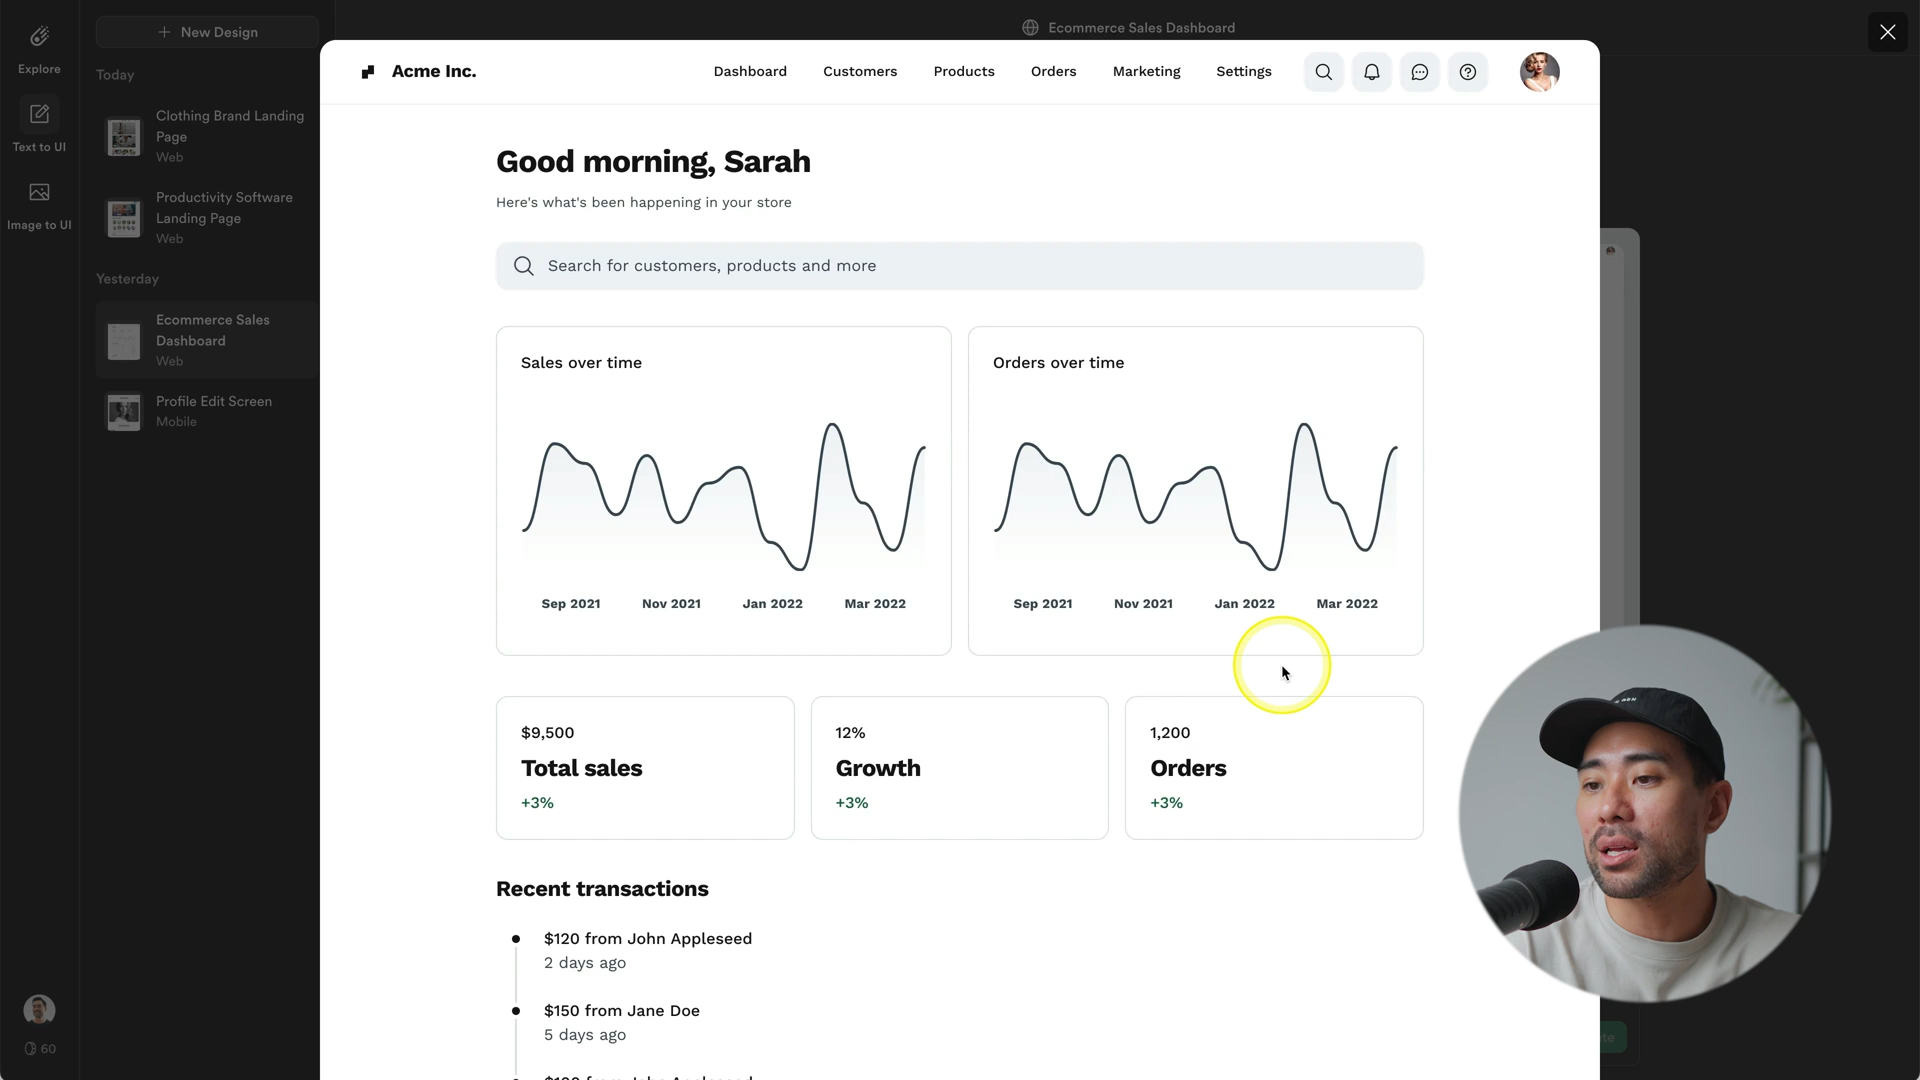 Explore
Text to UI
Image to UI
60
New Design
Today
Clothing Brand Landing
Page
Web
Productivity Software
Landing Page
Web
Yesterday
Ecommerce Sales
Dashboard
Web
Profile Edit Screen
Mobile
Ecommerce Sales Dashboard
Acme Inc.
Dashboard
Customers
Products
Orders
Marketing
Settings
Good morning, Sarah
Here's what's been happening in your store
Search for customers, products and more
Sales over time
Sep 2021
Nov 2021
Jan 2022
Mar 2022
Orders over time
Sep 2021
Nov 2021
Jan 2022
Mar 2022
$9,500
Total sales
+3%
12%
Growth
+3%
1,200
Orders
+3%
Recent transactions
$120 from John Appleseed
2 days ago
$150 from Jane Doe
5 days ago